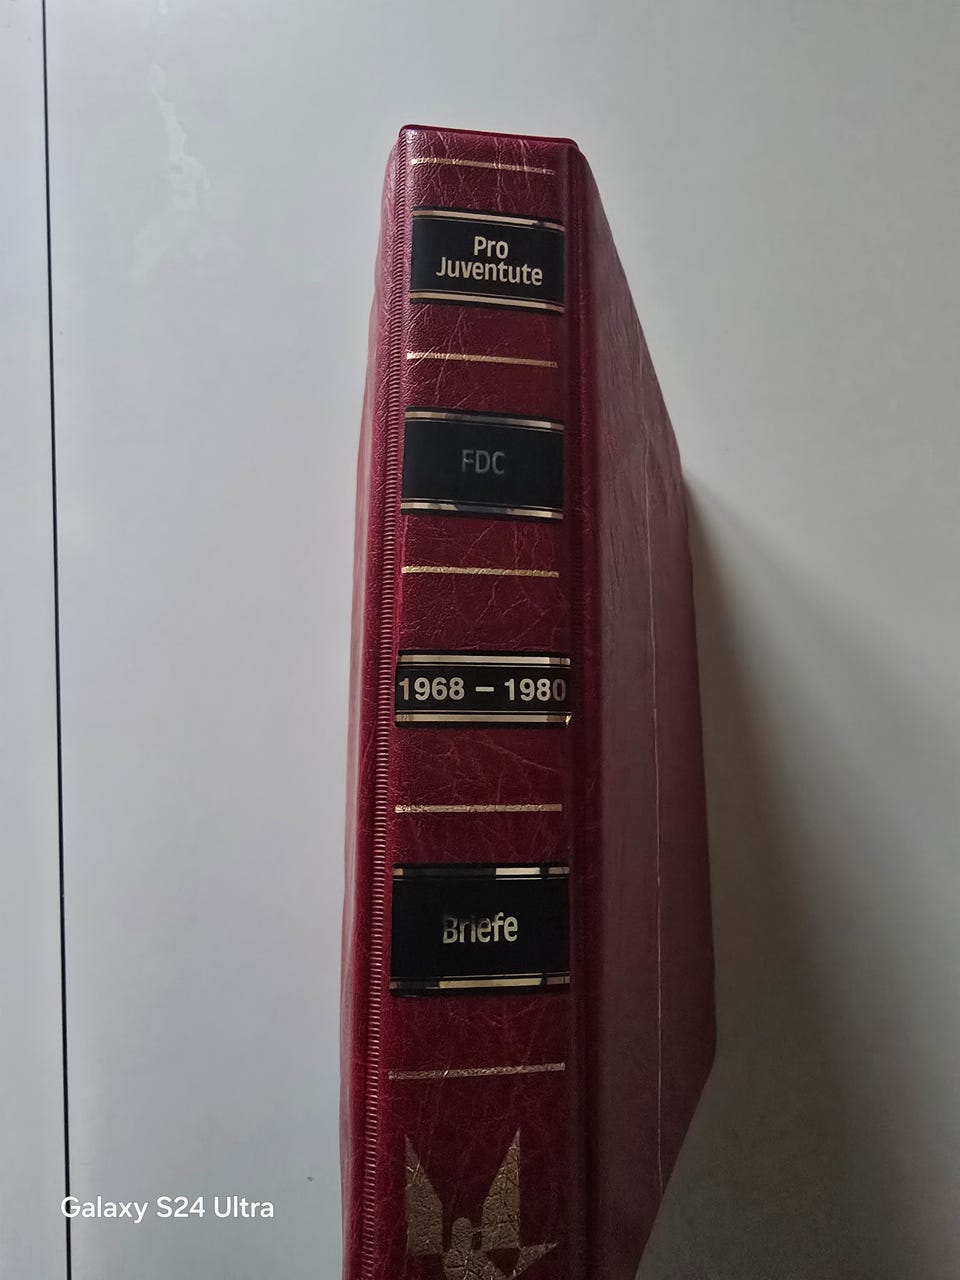 Pro
Juventute
FDC
1968 – 1980
Briefe
Galaxy S24 Ultra